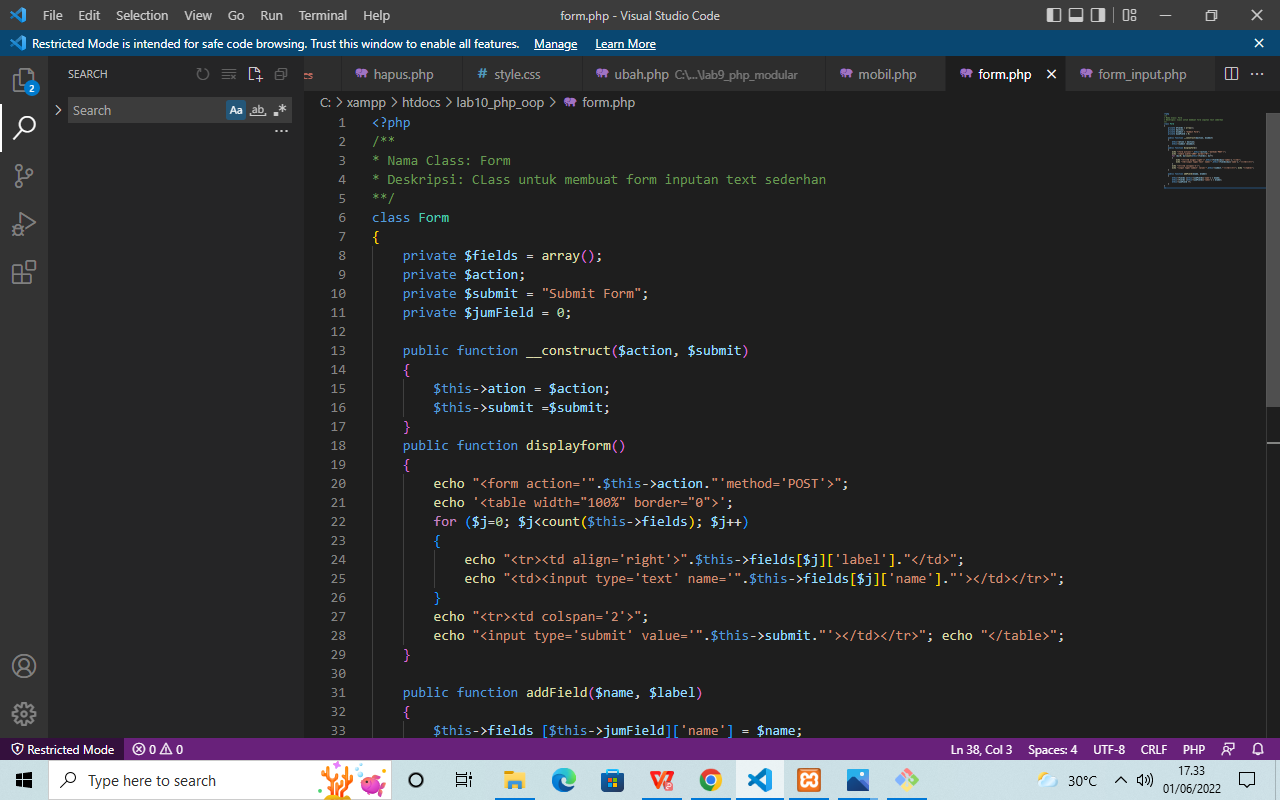 File Edit Selection View Go Run Terminal Help form.php - Visual Studio Code
Restricted Mode is intended for safe code browsing. Trust this window to enable all features. Manage Learn More
2
SEARCH
Search
Aa ab .*
hapus.php # style.css ubah.php C:\...\lab9_php_modular mobil.php form.php form_input.php
C: > xampp > htdocs > lab10_php_oop > form.php
1 <?php
2 /**
3 * Nama Class: Form
4 * Deskripsi: CLass untuk membuat form inputan text sederhan
5 **/
6 class Form
7 {
8 private $fields = array();
9 private $action;
10 private $submit = "Submit Form";
11 private $jumField = 0;
12
13 public function __construct($action, $submit)
14 {
15 $this->ation = $action;
16 $this->submit =$submit;
17 }
18 public function displayform()
19 {
20 echo "<form action='".$this->action."'method='POST'>";
21 echo '<table width="100%" border="0">';
22 for ($j=0; $j<count($this->fields); $j++)
23 {
24 echo "<tr><td align='right'>".$this->fields[$j]['label']."</td>";
25 echo "<td><input type='text' name='".$this->fields[$j]['name']."'></td></tr>";
26 }
27 echo "<tr><td colspan='2'>";
28 echo "<input type='submit' value='".$this->submit."'></td></tr>"; echo "</table>";
29 }
30
31 public function addField($name, $label)
32 {
33 $this->fields [$this->jumField]['name'] = $name;
Restricted Mode 0 0 Ln 38, Col 3 Spaces: 4 UTF-8 CRLF PHP
Type here to search 30°C 17.33
01/06/2022